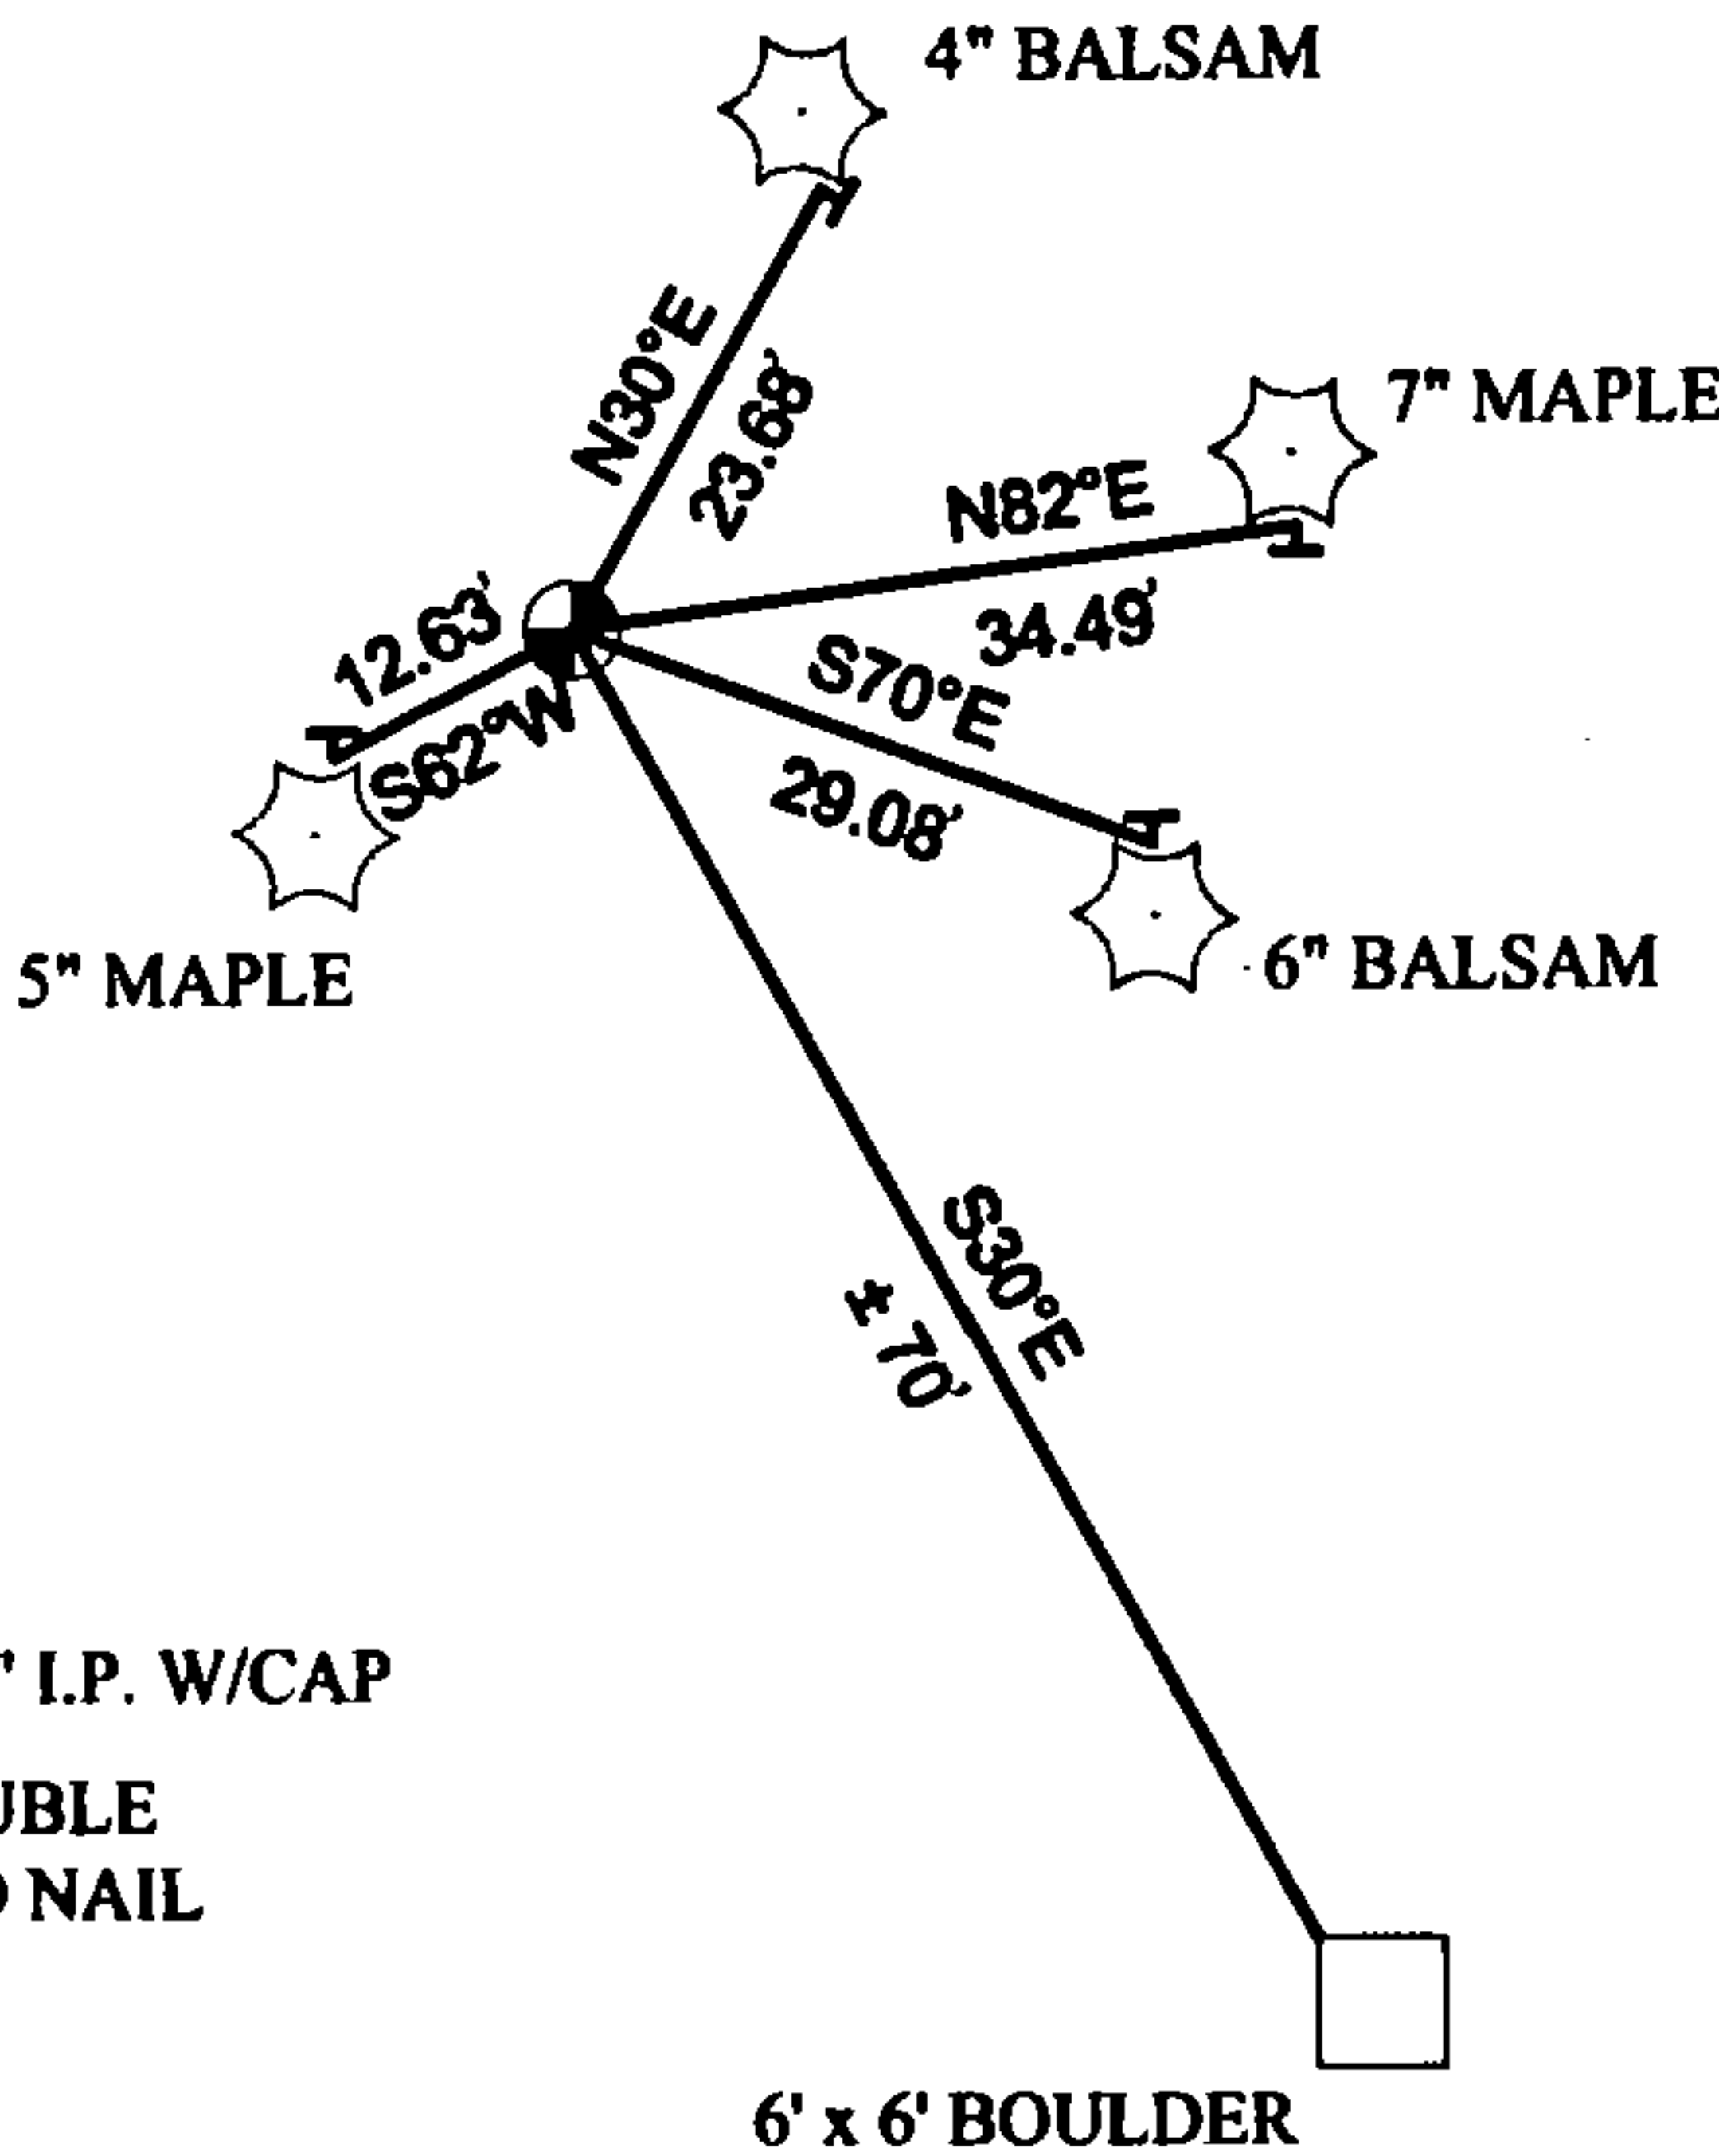 4" BALSAM
N30°E
23.68'
7" MAPLE
N82°E
34.49'
12.63'
S62°W
S70°E
29.08'
5" MAPLE
6" BALSAM
S30°E
± 70'
" I.P. W/CAP
NAIL
6' x 6' BOULDER